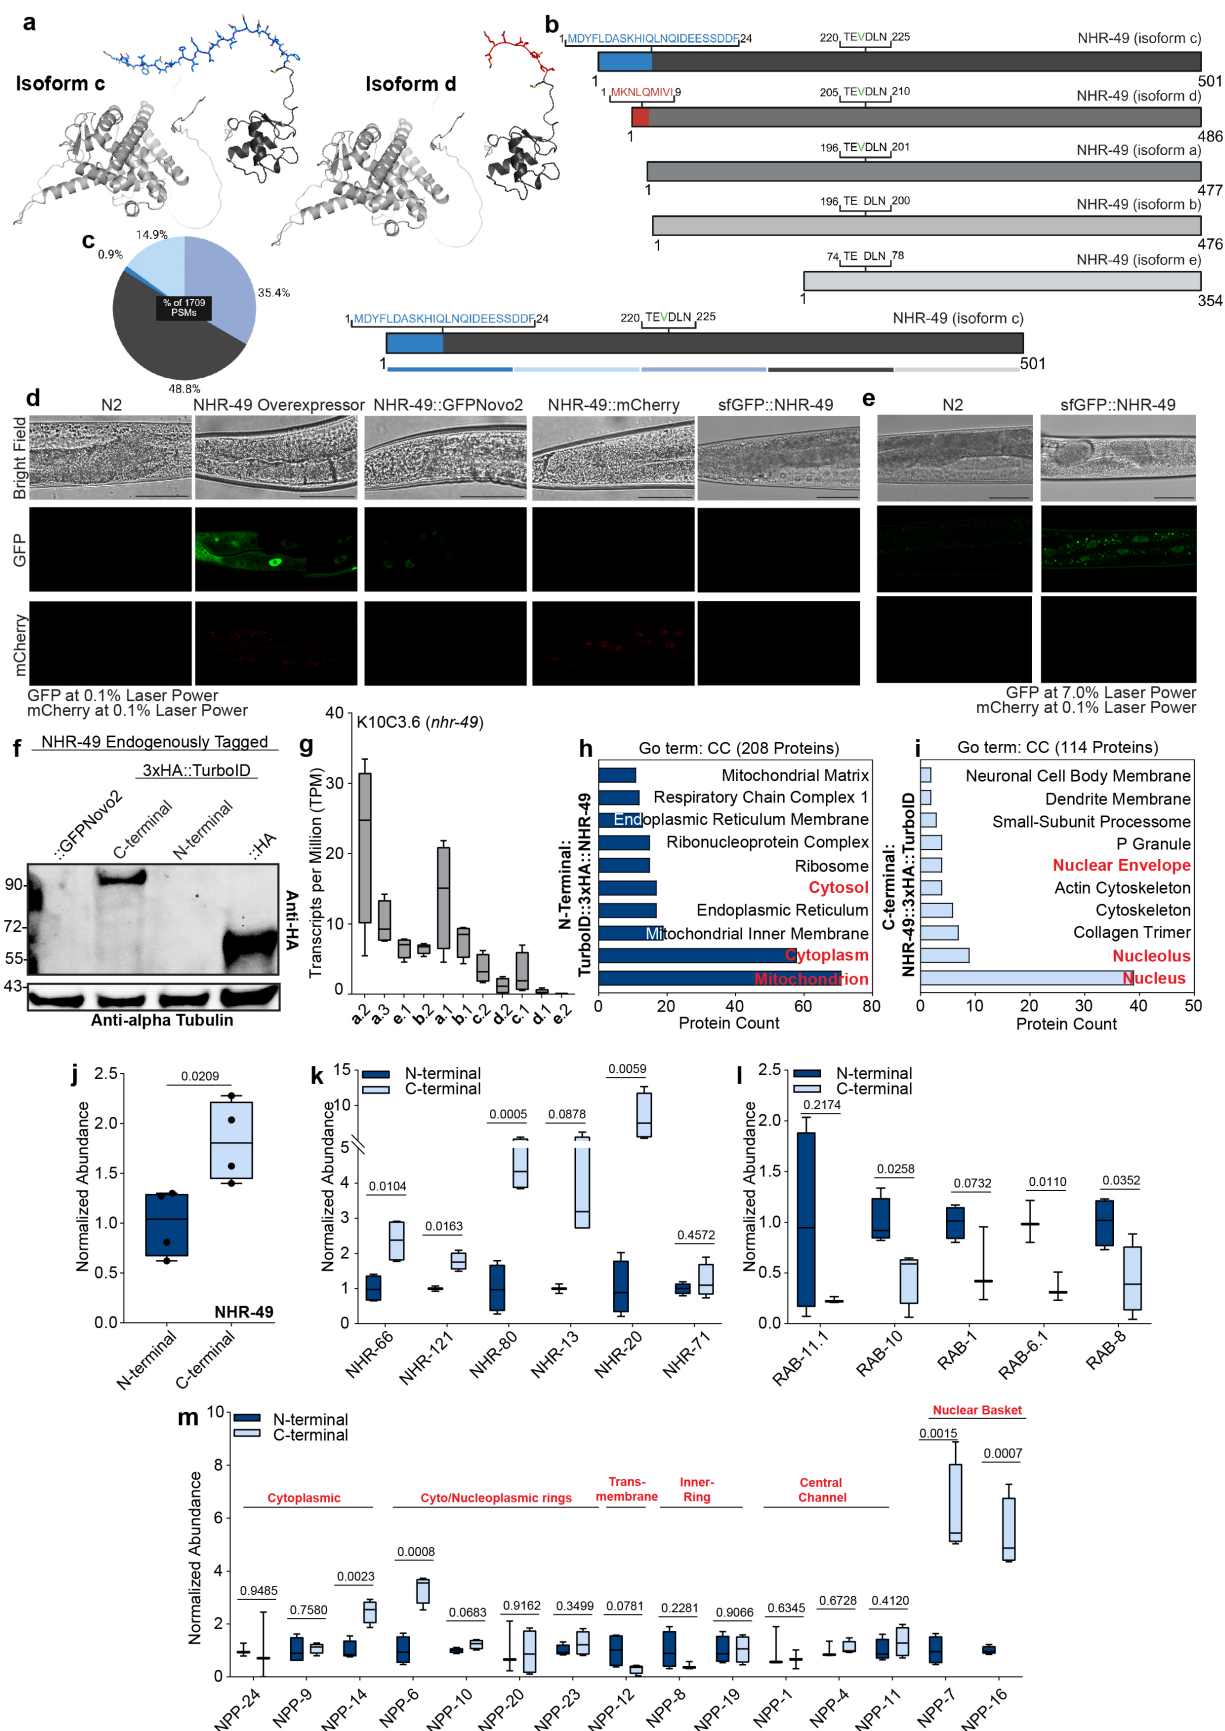 a
Isoform c
Isoform d
b
1 MDYFLDASKHIQLNQIDEESSDDF 24
220 TEVDLN 225
NHR-49 (isoform c)
1
501
1 MKNLQMIVI 9
205 TEVDLN 210
NHR-49 (isoform d)
1
486
196 TEVDLN 201
NHR-49 (isoform a)
1
477
196 TE DLN 200
NHR-49 (isoform b)
1
476
74 TE DLN 78
NHR-49 (isoform e)
1
354
c
14.9%
0.9%
35.4%
% of 1709
PSMs
48.8%
1 MDYFLDASKHIQLNQIDEESSDDF 24
220 TEVDLN 225
NHR-49 (isoform c)
1
501
d
N2
NHR-49 Overexpressor
NHR-49::GFPNovo2
NHR-49::mCherry
sfGFP::NHR-49
Bright Field
GFP
mCherry
GFP at 0.1% Laser Power
mCherry at 0.1% Laser Power
e
N2
sfGFP::NHR-49
GFP at 7.0% Laser Power
mCherry at 0.1% Laser Power
f
NHR-49 Endogenously Tagged
3xHA::TurboID
::GFPNovo2
C-terminal
N-terminal
::HA
90
72
55
43
Anti-HA
Anti-alpha Tubulin
g
K10C3.6 (nhr-49)
Transcripts per Million (TPM)
40
30
20
10
0
a.2
a.3
e.1
b.2
a.1
b.1
c.2
d.2
c.1
d.1
e.2
h
Go term: CC (208 Proteins)
N-Terminal:
TurboID::3xHA::NHR-49
Mitochondrial Matrix
Respiratory Chain Complex 1
Endoplasmic Reticulum Membrane
Ribonucleoprotein Complex
Ribosome
Cytosol
Endoplasmic Reticulum
Mitochondrial Inner Membrane
Cytoplasm
Mitochondrion
0
20
40
60
80
Protein Count
i
Go term: CC (114 Proteins)
C-terminal:
NHR-49::3xHA::TurboID
Neuronal Cell Body Membrane
Dendrite Membrane
Small-Subunit Processome
P Granule
Nuclear Envelope
Actin Cytoskeleton
Cytoskeleton
Collagen Trimer
Nucleolus
Nucleus
0
10
20
30
40
50
Protein Count
j
Normalized Abundance
2.5
2.0
1.5
1.0
0.5
0.0
0.0209
NHR-49
N-terminal
C-terminal
k
N-terminal
C-terminal
Normalized Abundance
15
10
5
4
3
2
1
0
0.0104
0.0163
0.0005
0.0878
0.0059
0.4572
NHR-66
NHR-121
NHR-80
NHR-13
NHR-20
NHR-71
l
N-terminal
C-terminal
Normalized Abundance
2.5
2.0
1.5
1.0
0.5
0.0
0.2174
0.0258
0.0732
0.0110
0.0352
RAB-11.1
RAB-10
RAB-1
RAB-6.1
RAB-8
m
N-terminal
C-terminal
Normalized Abundance
10
8
6
4
2
0
Cytoplasmic
Cyto/Nucleoplasmic rings
Trans-
membrane
Inner-
Ring
Central
Channel
Nuclear Basket
0.9485
0.7580
0.0023
0.0008
0.0683
0.9162
0.3499
0.0781
0.2281
0.9066
0.6345
0.6728
0.4120
0.0015
0.0007
NPP-24
NPP-9
NPP-14
NPP-6
NPP-10
NPP-20
NPP-23
NPP-12
NPP-8
NPP-19
NPP-1
NPP-4
NPP-11
NPP-7
NPP-16